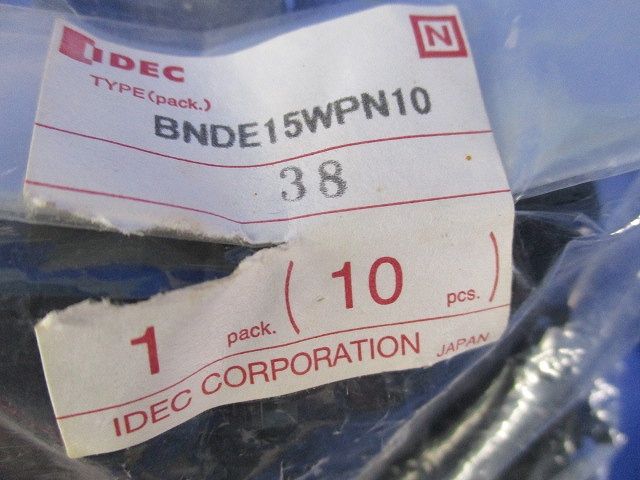 IDEC
N
TYPE(pack.)
BNDE15WPN10
38
1 pack. (10 pcs.)
IDEC CORPORATION JAPAN